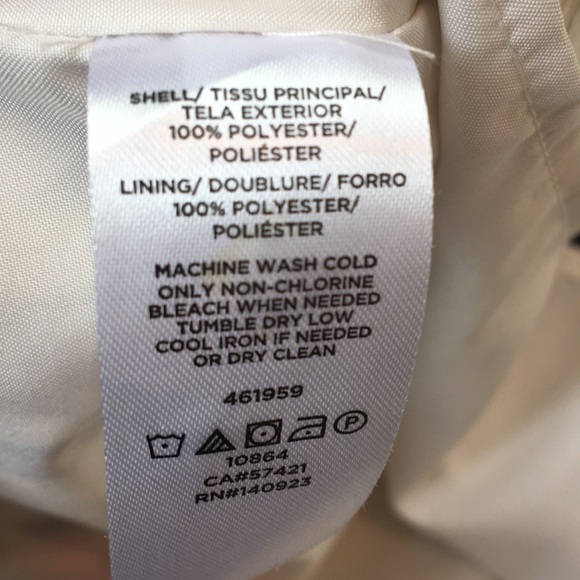 SHELL/ TISSU PRINCIPAL/
TELA EXTERIOR
100% POLYESTER/
POLIÉSTER
LINING/ DOUBLURE/ FORRO
100% POLYESTER/
POLIÉSTER
MACHINE WASH COLD
ONLY NON-CHLORINE
BLEACH WHEN NEEDED
TUMBLE DRY LOW
COOL IRON IF NEEDED
OR DRY CLEAN
461959
P
10864
CA#57421
RN#140923